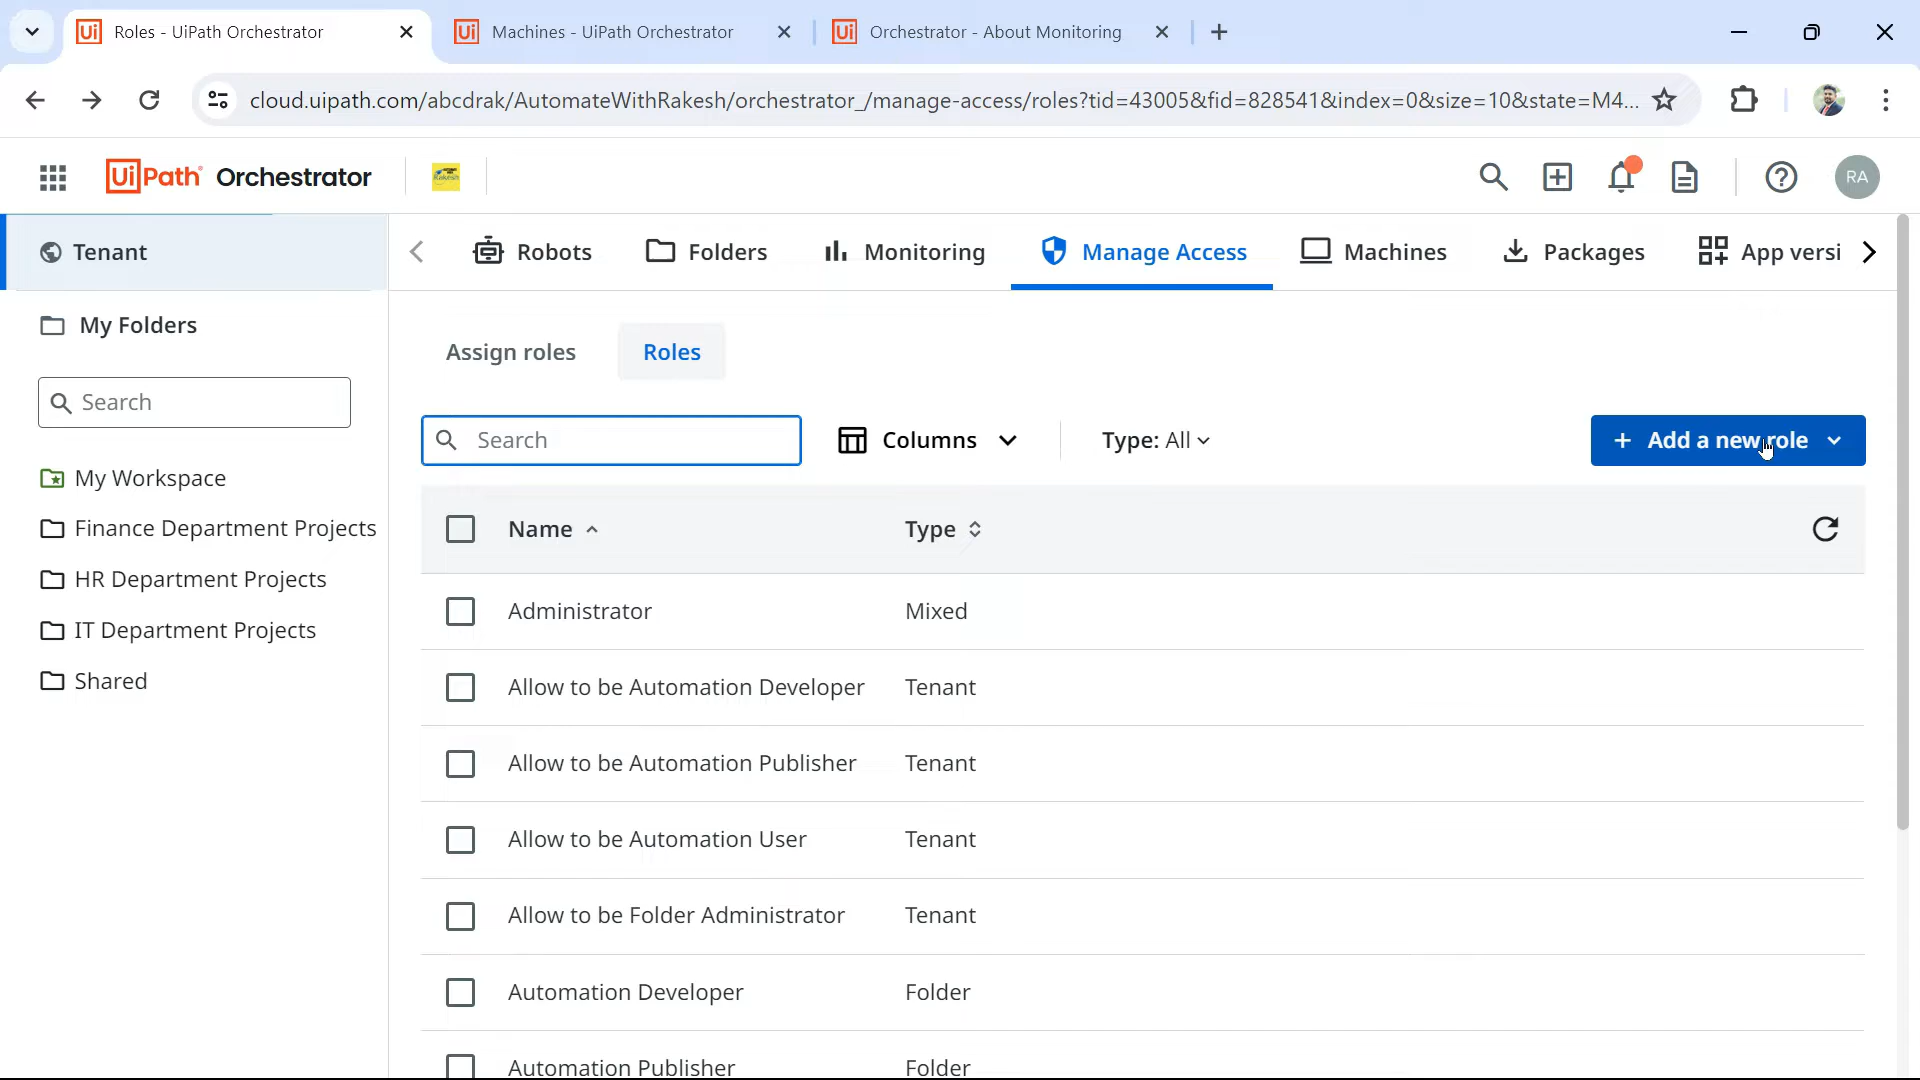 Roles - UiPath Orchestrator
Machines - UiPath Orchestrator
Orchestrator - About Monitoring
cloud.uipath.com/abcdrak/AutomateWithRakesh/orchestrator_/manage-access/roles?tid=43005&fid=828541&index=0&size=10&state=M4...
UiPath Orchestrator
RA
Tenant
Robots
Folders
Monitoring
Manage Access
Machines
Packages
App versi
My Folders
Assign roles
Roles
Search
Search
Columns
Type: All
+ Add a new role
My Workspace
Finance Department Projects
HR Department Projects
IT Department Projects
Shared
Name
Type
Administrator
Mixed
Allow to be Automation Developer
Tenant
Allow to be Automation Publisher
Tenant
Allow to be Automation User
Tenant
Allow to be Folder Administrator
Tenant
Automation Developer
Folder
Automation Publisher
Folder